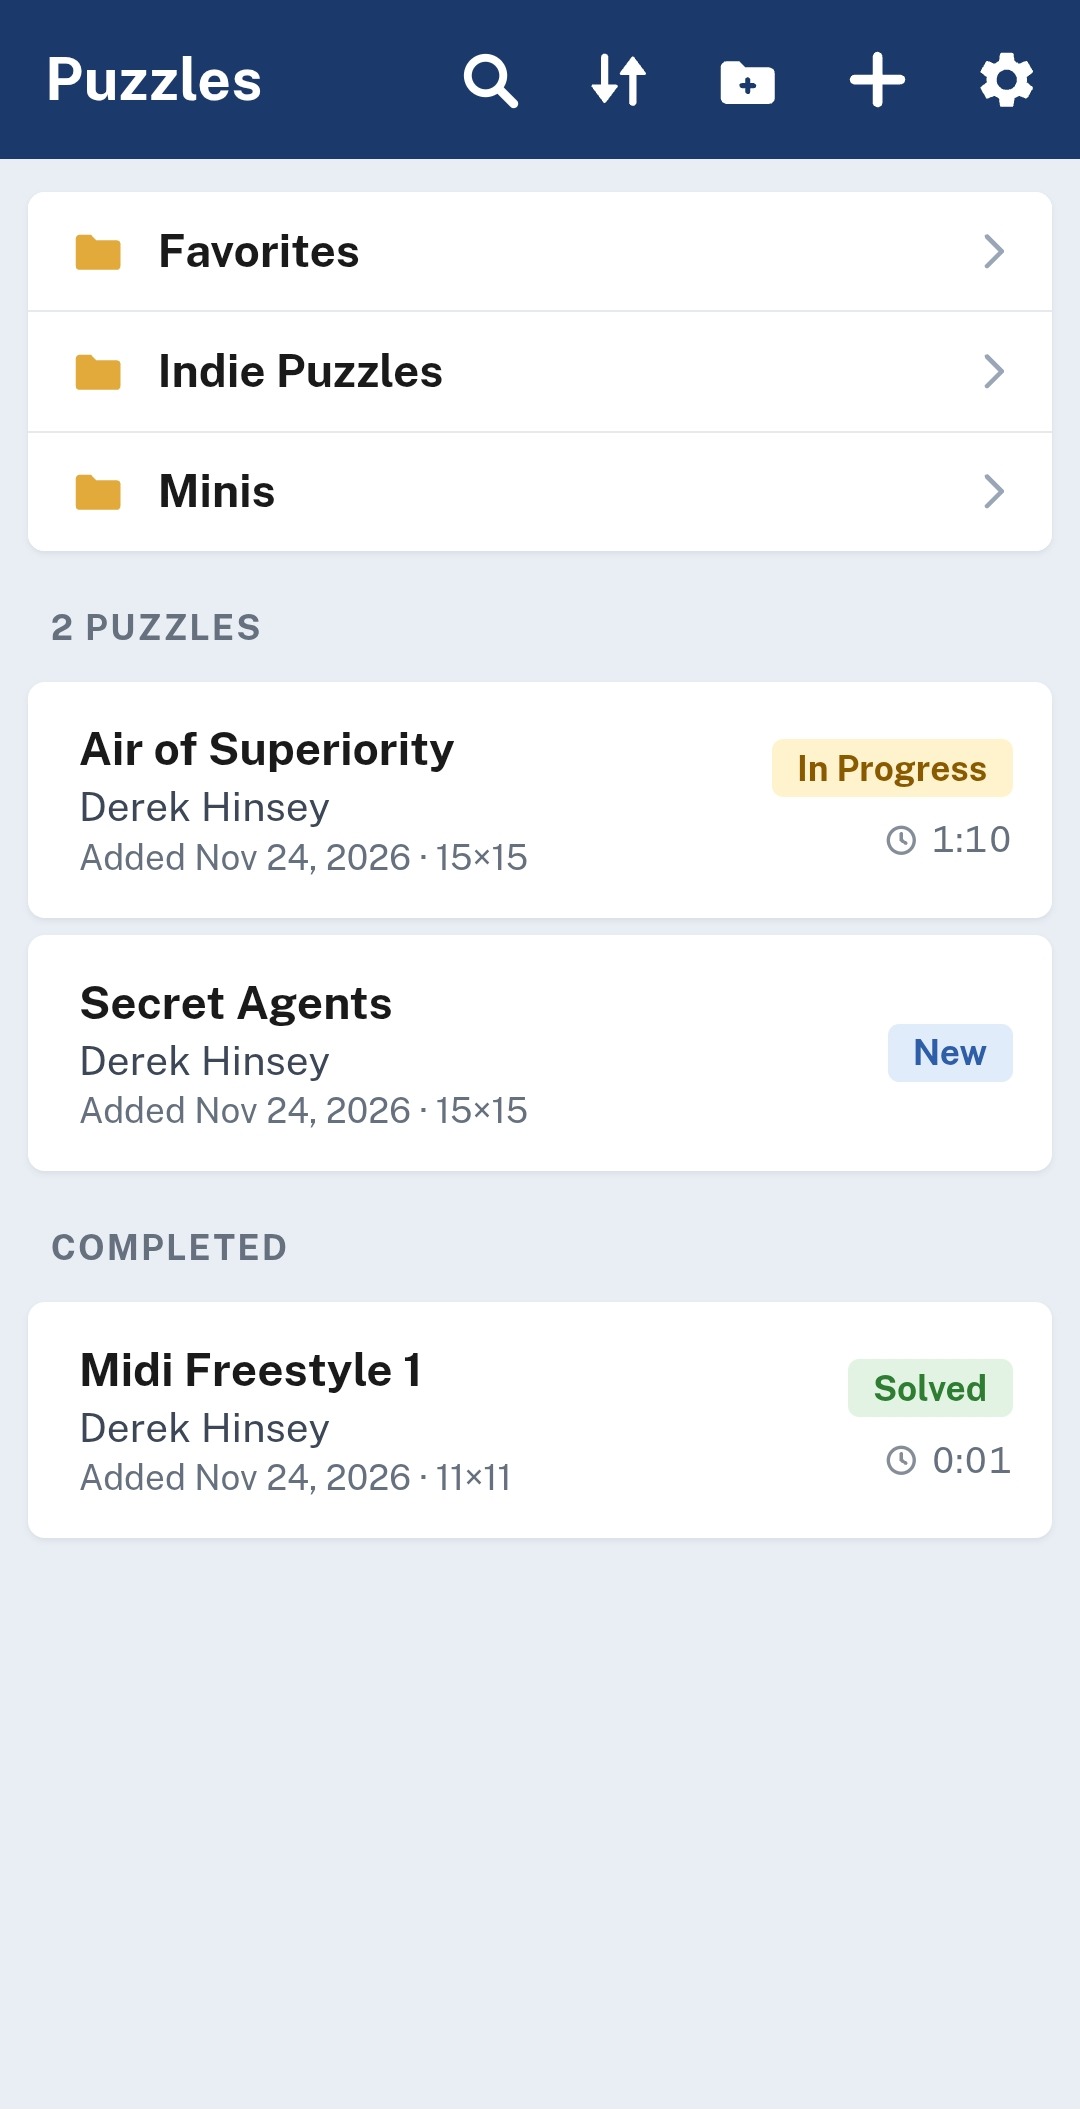 Puzzles
Favorites
Indie Puzzles
Minis
2 PUZZLES
Air of Superiority
In Progress
Derek Hinsey
1:10
Added Nov 24, 2026 · 15×15
Secret Agents
New
Derek Hinsey
Added Nov 24, 2026 · 15×15
COMPLETED
Midi Freestyle 1
Solved
Derek Hinsey
0:01
Added Nov 24, 2026 · 11×11